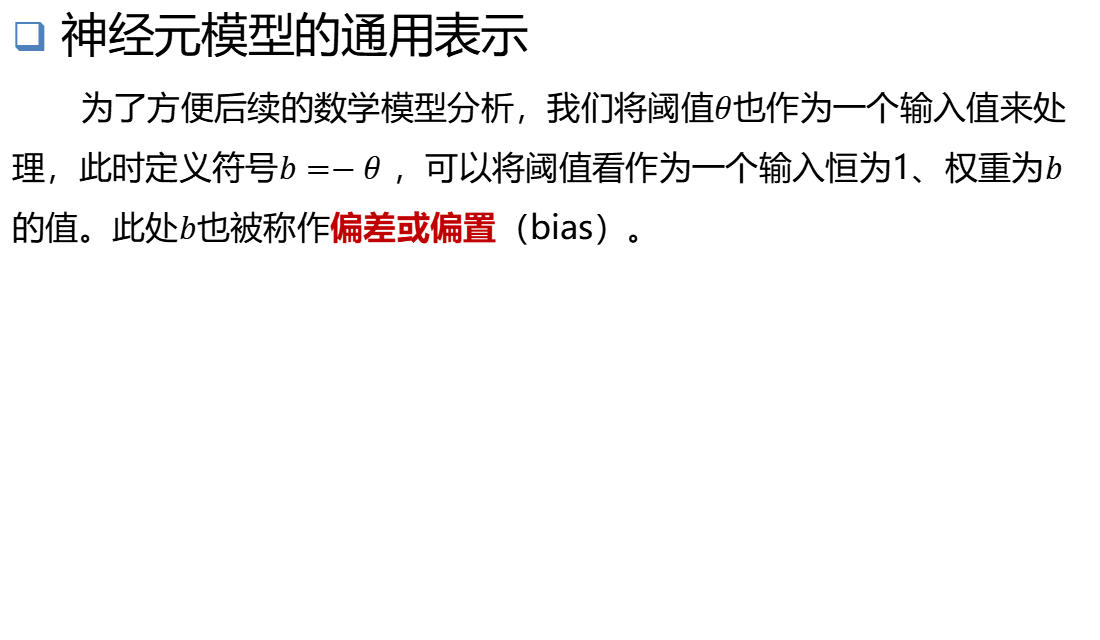 神经元模型的通用表示
为了方便后续的数学模型分析，我们将阈值θ也作为一个输入值来处
理，此时定义符号b =− θ ，可以将阈值看作为一个输入恒为1、权重为b
的值。此处b也被称作偏差或偏置（bias）。